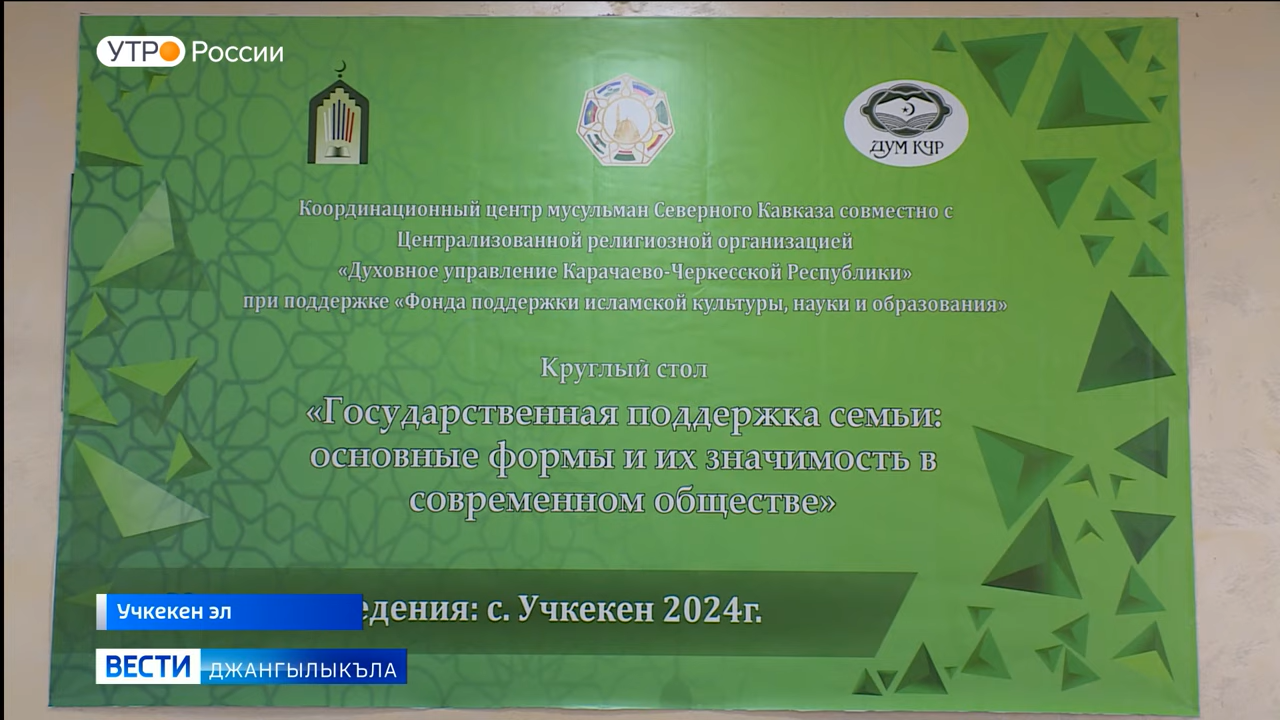 УТРО России
ДУМ КЧР
Координационный центр мусульман Северного Кавказа совместно с
Централизованной религиозной организацией
«Духовное управление Карачаево-Черкесской Республики»
при поддержке «Фонда поддержки исламской культуры, науки и образования»
Круглый стол
«Государственная поддержка семьи:
основные формы и их значимость в
современном обществе»
едения: с. Учкекен 2024г.
Учкекен эл
ВЕСТИ ДЖАНГЫЛЫКЪЛА